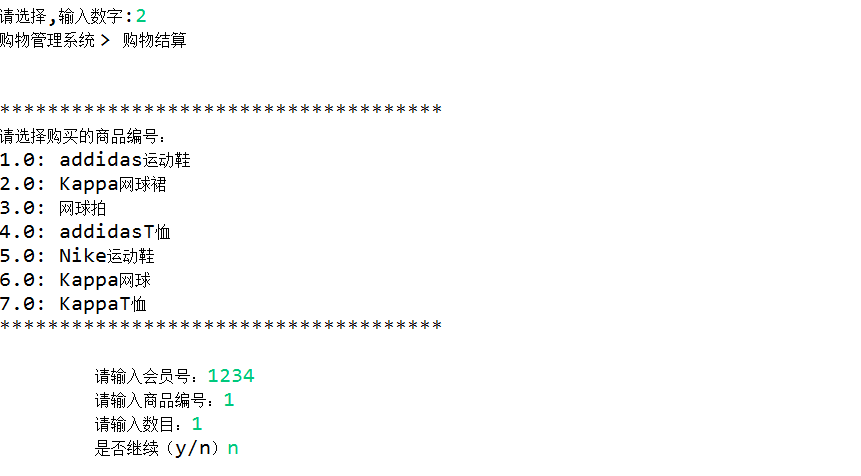 请选择,输入数字:2
购物管理系统 > 购物结算
*************************************
请选择购买的商品编号:
1.0: addidas运动鞋
2.0: Kappa网球裙
3.0: 网球拍
4.0: addidasT恤
5.0: Nike运动鞋
6.0: Kappa网球
7.0: KappaT恤
*************************************
请输入会员号：1234
请输入商品编号：1
请输入数目：1
是否继续（y/n）n